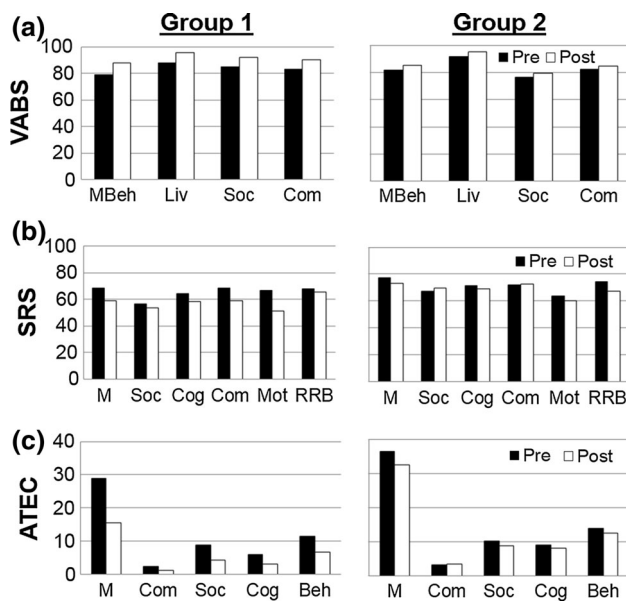 Group 1 Group 2
(a)
VABS
100
80
60
40
20
0
Pre Post
MBeh Liv Soc Com
MBeh Liv Soc Com
(b)
SRS
100
80
60
40
20
0
Pre Post
M Soc Cog Com Mot RRB
M Soc Cog Com Mot RRB
(c)
ATEC
40
30
20
10
0
Pre Post
M Com Soc Cog Beh
M Com Soc Cog Beh